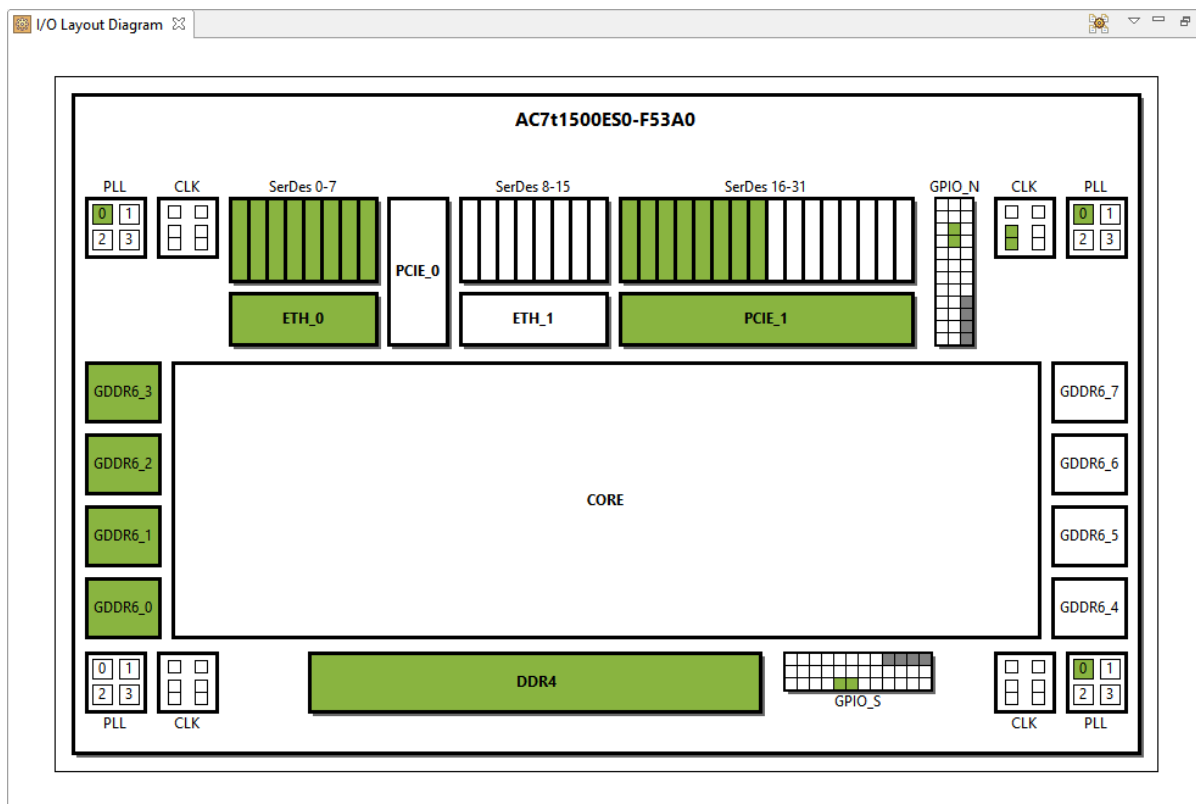 I/O Layout Diagram
AC7t1500ES0-F53A0
PLL CLK SerDes 0-7 SerDes 8-15 SerDes 16-31 GPIO_N CLK PLL
0 1 0 1
2 3 2 3
PCIE_0
ETH_0 ETH_1 PCIE_1
GDDR6_3 GDDR6_7
GDDR6_2 GDDR6_6
CORE
GDDR6_1 GDDR6_5
GDDR6_0 GDDR6_4
0 1 0 1
DDR4
2 3 2 3
GPIO_S
PLL CLK CLK PLL